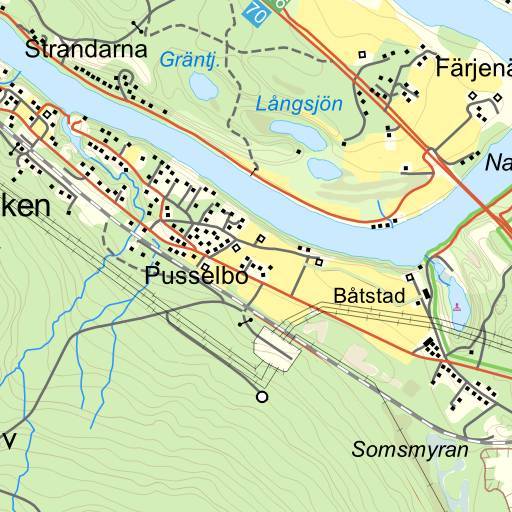 70
Strandarna
Gräntj.
Färjenä
Långsjön
Na
ken
Pusselbo
Båtstad
Somsmyran